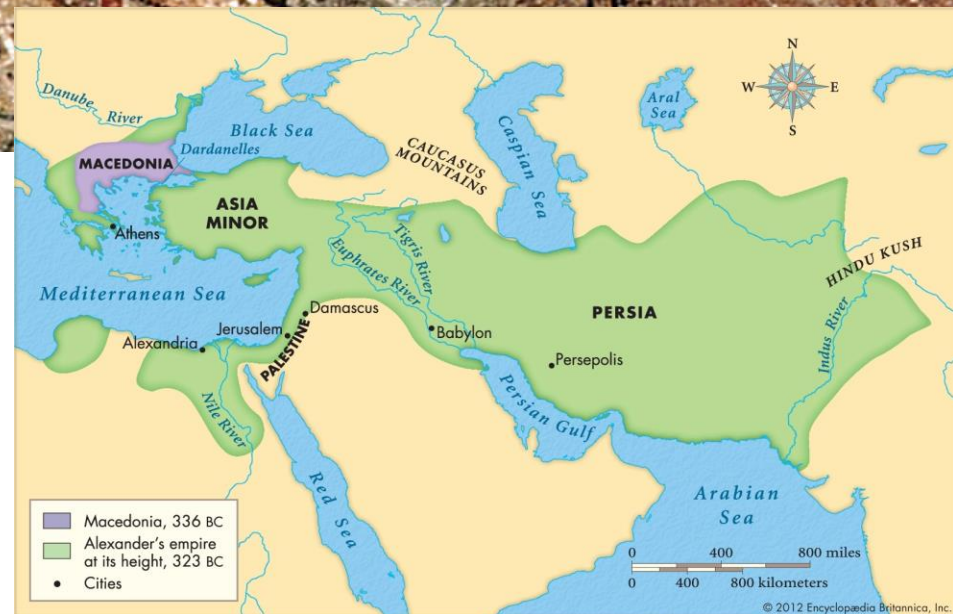 N
W
E
S
Danube
River
Black Sea
Dardanelles
MACEDONIA
CAUCASUS
MOUNTAINS
Caspian Sea
Aral
Sea
ASIA
MINOR
Athens
Tigris River
Euphrates River
HINDU KUSH
Mediterranean Sea
Damascus
Jerusalem
PALESTINE
Alexandria
Babylon
PERSIA
Persepolis
Indus River
Nile River
Persian Gulf
Red Sea
Arabian
Sea
Macedonia, 336 BC
Alexander's empire
at its height, 323 BC
Cities
0 400 800 miles
0 400 800 kilometers
© 2012 Encyclopædia Britannica, Inc.